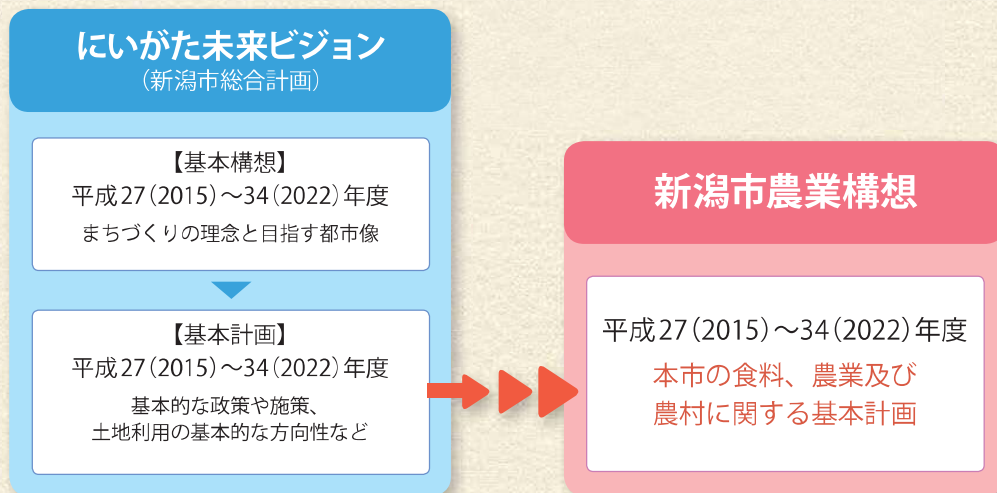 にいがた未来ビジョン
(新潟市総合計画)
【基本構想】
平成27(2015)～34(2022)年度
まちづくりの理念と目指す都市像
【基本計画】
平成27(2015)～34(2022)年度
基本的な政策や施策、
土地利用の基本的な方向性など
新潟市農業構想
平成27(2015)～34(2022)年度
本市の食料、農業及び
農村に関する基本計画